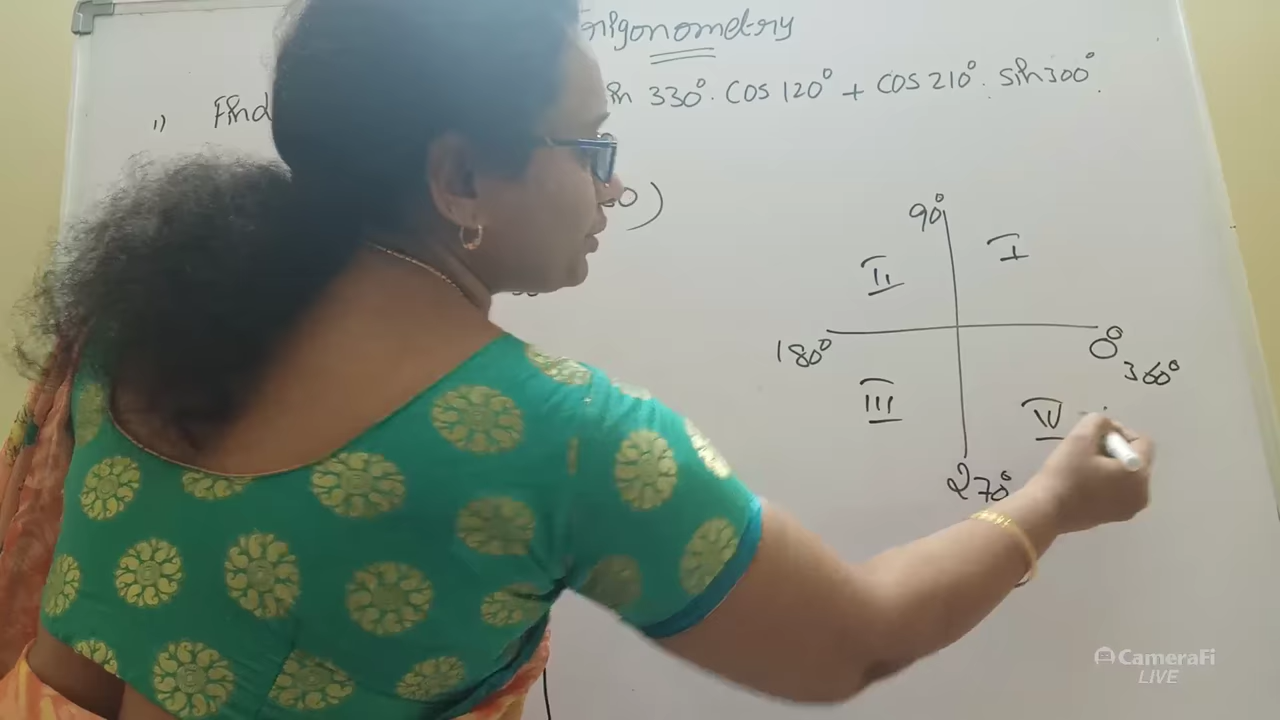 Trigonometry
1) Find sin 330°. cos 120° + cos 210°. sin 300°.
)
90°
II I
180° 0°
360°
III IV
270°
CameraFi
LIVE